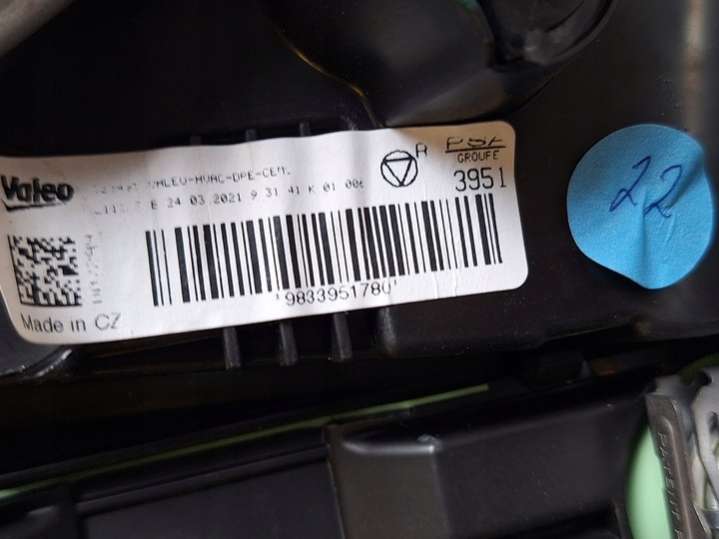 Valeo
VALEO-HVAC-DPE-CEM.
R
PSA
GROUPE
3951
E 24 03 2021 9 31 41 K 01 006
9833951780
Made in CZ
22